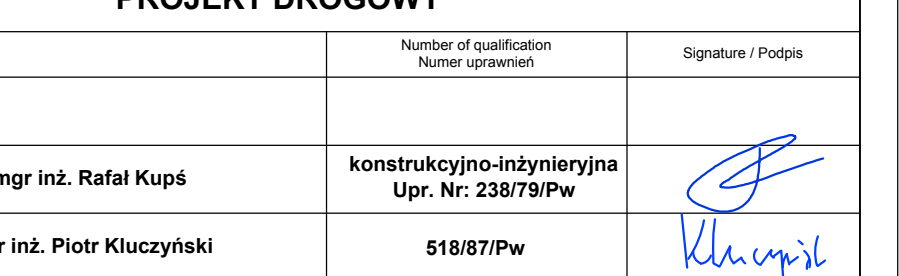 PROJEKT DROGOWY
Number of qualification
Numer uprawnień
Signature / Podpis
mgr inż. Rafał Kupś
konstrukcyjno-inżynieryjna
Upr. Nr: 238/79/Pw
r inż. Piotr Kluczyński
518/87/Pw